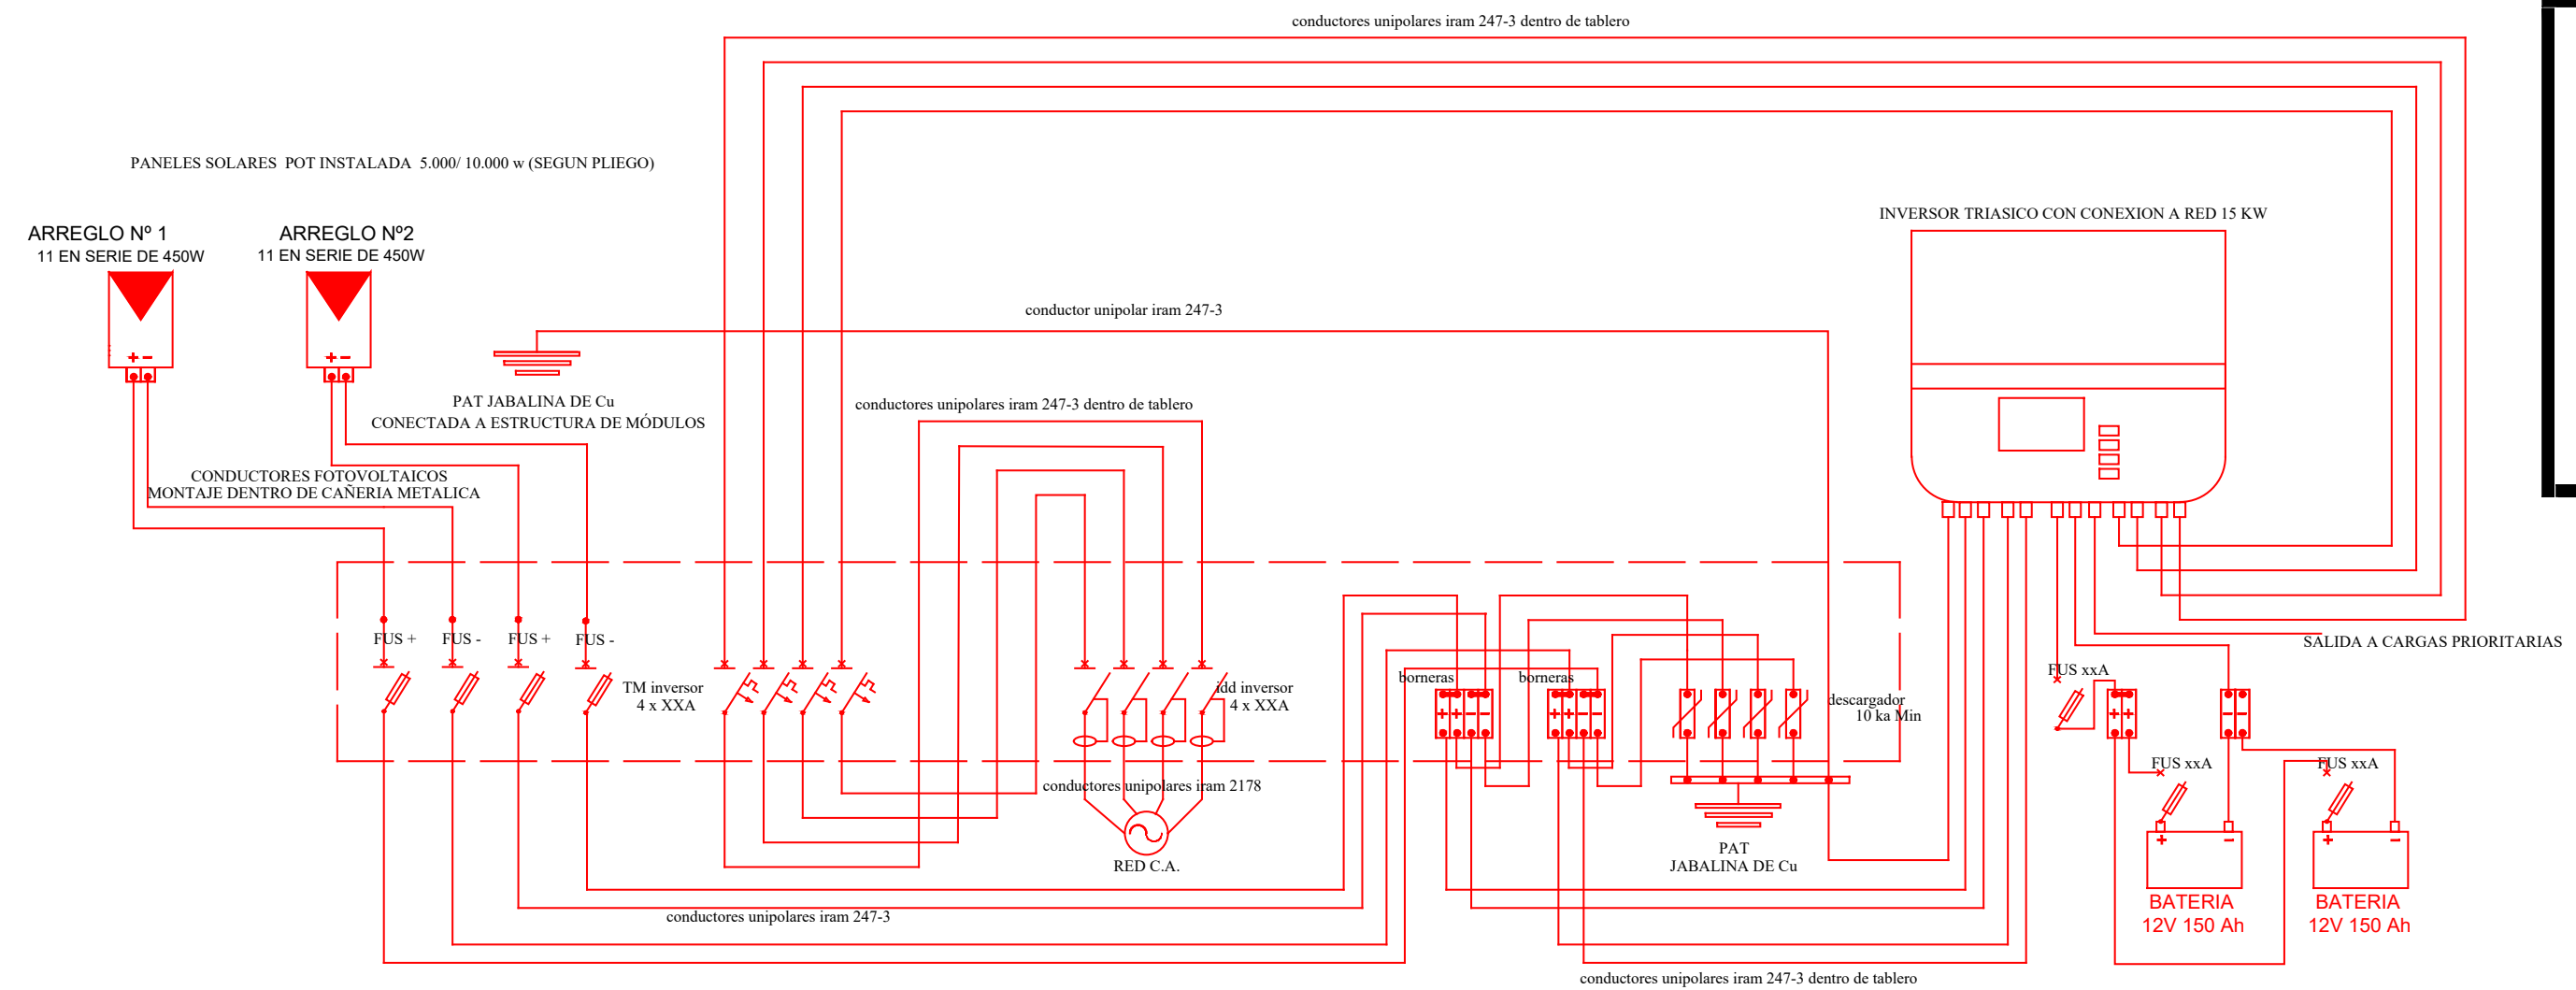 conductores unipolares iram 247-3 dentro de tablero
PANELES SOLARES POT INSTALADA 5.000/ 10.000 w (SEGUN PLIEGO)
INVERSOR TRIASICO CON CONEXION A RED 15 KW
ARREGLO Nº 1
11 EN SERIE DE 450W
ARREGLO Nº2
11 EN SERIE DE 450W
+ -
+ -
conductor unipolar iram 247-3
PAT JABALINA DE Cu
CONECTADA A ESTRUCTURA DE MÓDULOS
conductores unipolares iram 247-3 dentro de tablero
CONDUCTORES FOTOVOLTAICOS
MONTAJE DENTRO DE CAÑERIA METALICA
FUS +
FUS -
FUS +
FUS -
SALIDA A CARGAS PRIORITARIAS
TM inversor
4 x XXA
idd inversor
4 x XXA
borneras
borneras
+ + - -
+ + - -
descargador
10 ka Min
FUS xxA
+ +
- -
FUS xxA
FUS xxA
conductores unipolares iram 2178
RED C.A.
PAT
JABALINA DE Cu
+ -
+ -
BATERIA
12V 150 Ah
BATERIA
12V 150 Ah
conductores unipolares iram 247-3
conductores unipolares iram 247-3 dentro de tablero